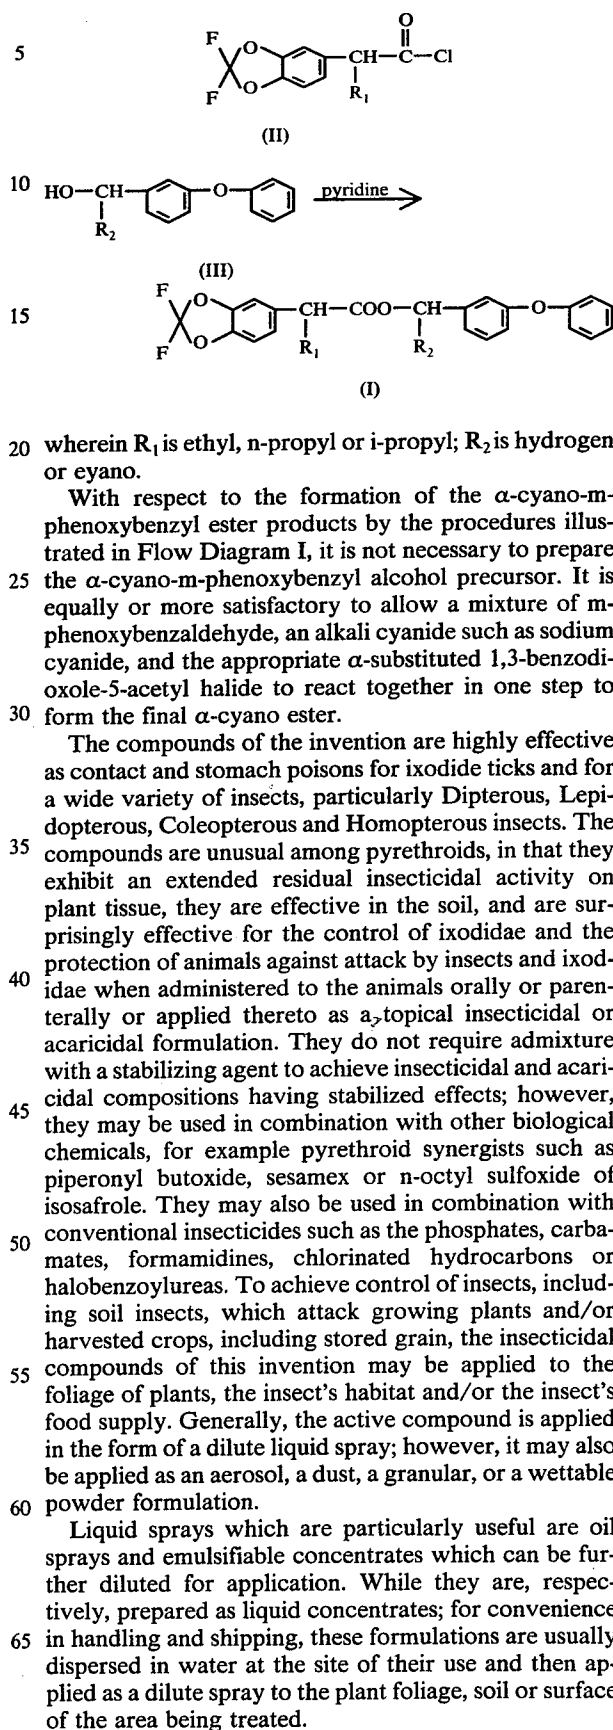 O
5 F O CH—C—Cl
F O R₁
(II)
10 HO—CH O pyridine
R₂
(III)
15 F O CH—COO—CH O
F O R₁ R₂
(I)
20 wherein R₁ is ethyl, n-propyl or i-propyl; R₂ is hydrogen
or eyano.
With respect to the formation of the α-cyano-m-
phenoxybenzyl ester products by the procedures illus-
trated in Flow Diagram I, it is not necessary to prepare
25 the α-cyano-m-phenoxybenzyl alcohol precursor. It is
equally or more satisfactory to allow a mixture of m-
phenoxybenzaldehyde, an alkali cyanide such as sodium
cyanide, and the appropriate α-substituted 1,3-benzodi-
oxole-5-acetyl halide to react together in one step to
30 form the final α-cyano ester.
The compounds of the invention are highly effective
as contact and stomach poisons for ixodide ticks and for
a wide variety of insects, particularly Dipterous, Lepi-
dopterous, Coleopterous and Homopterous insects. The
35 compounds are unusual among pyrethroids, in that they
exhibit an extended residual insecticidal activity on
plant tissue, they are effective in the soil, and are sur-
prisingly effective for the control of ixodidae and the
protection of animals against attack by insects and ixod-
40 idae when administered to the animals orally or paren-
terally or applied thereto as a topical insecticidal or
acaricidal formulation. They do not require admixture
with a stabilizing agent to achieve insecticidal and acari-
cidal compositions having stabilized effects; however,
45 they may be used in combination with other biological
chemicals, for example pyrethroid synergists such as
piperonyl butoxide, sesamex or n-octyl sulfoxide of
isosafrole. They may also be used in combination with
50 conventional insecticides such as the phosphates, carba-
mates, formamidines, chlorinated hydrocarbons or
halobenzoylureas. To achieve control of insects, includ-
ing soil insects, which attack growing plants and/or
harvested crops, including stored grain, the insecticidal
55 compounds of this invention may be applied to the
foliage of plants, the insect's habitat and/or the insect's
food supply. Generally, the active compound is applied
in the form of a dilute liquid spray; however, it may also
be applied as an aerosol, a dust, a granular, or a wettable
60 powder formulation.
Liquid sprays which are particularly useful are oil
sprays and emulsifiable concentrates which can be fur-
ther diluted for application. While they are, respec-
tively, prepared as liquid concentrates; for convenience
65 in handling and shipping, these formulations are usually
dispersed in water at the site of their use and then ap-
plied as a dilute spray to the plant foliage, soil or surface
of the area being treated.